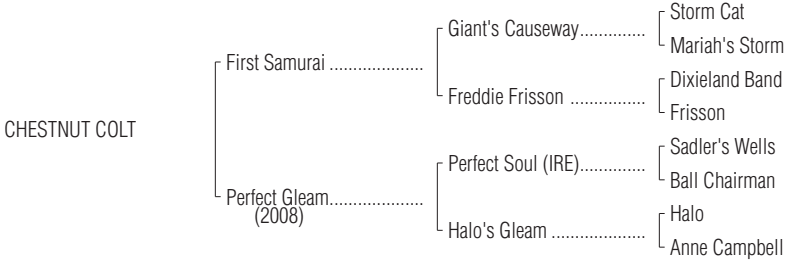 Storm Cat
Giant's Causeway..............
Mariah's Storm
First Samurai ....................
Dixieland Band
Freddie Frisson ................
Frisson
CHESTNUT COLT
Sadler's Wells
Perfect Soul (IRE)..............
Ball Chairman
Perfect Gleam....................
(2008)
Halo
Halo's Gleam ....................
Anne Campbell